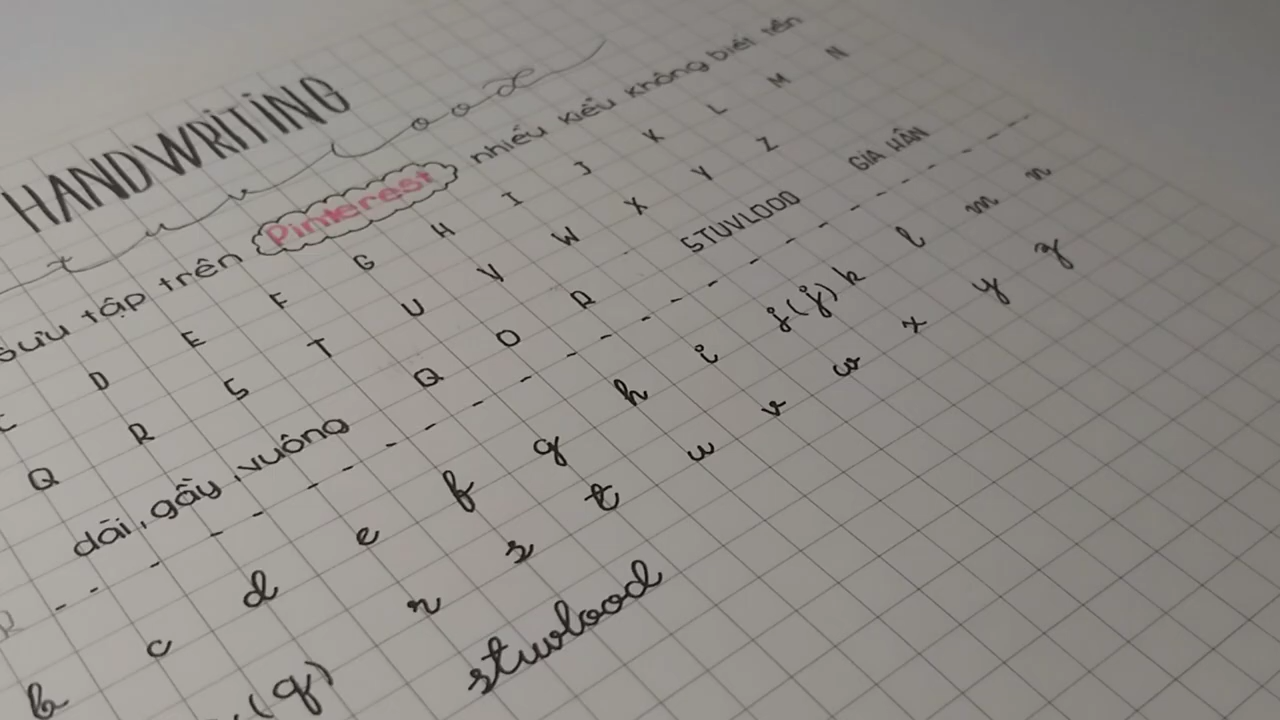 HANDWRITING
sưu tập trên Pinterest nhiều kiểu không biết tên
D E F G H I J K L M N
Q R S T U V W X Y Z
dài, gầy, vuông Q O R STUVLOOD GIA HÂN
b c d e f g h i j (j) k l m n
(q) r s t u v w x y z
stuvlood